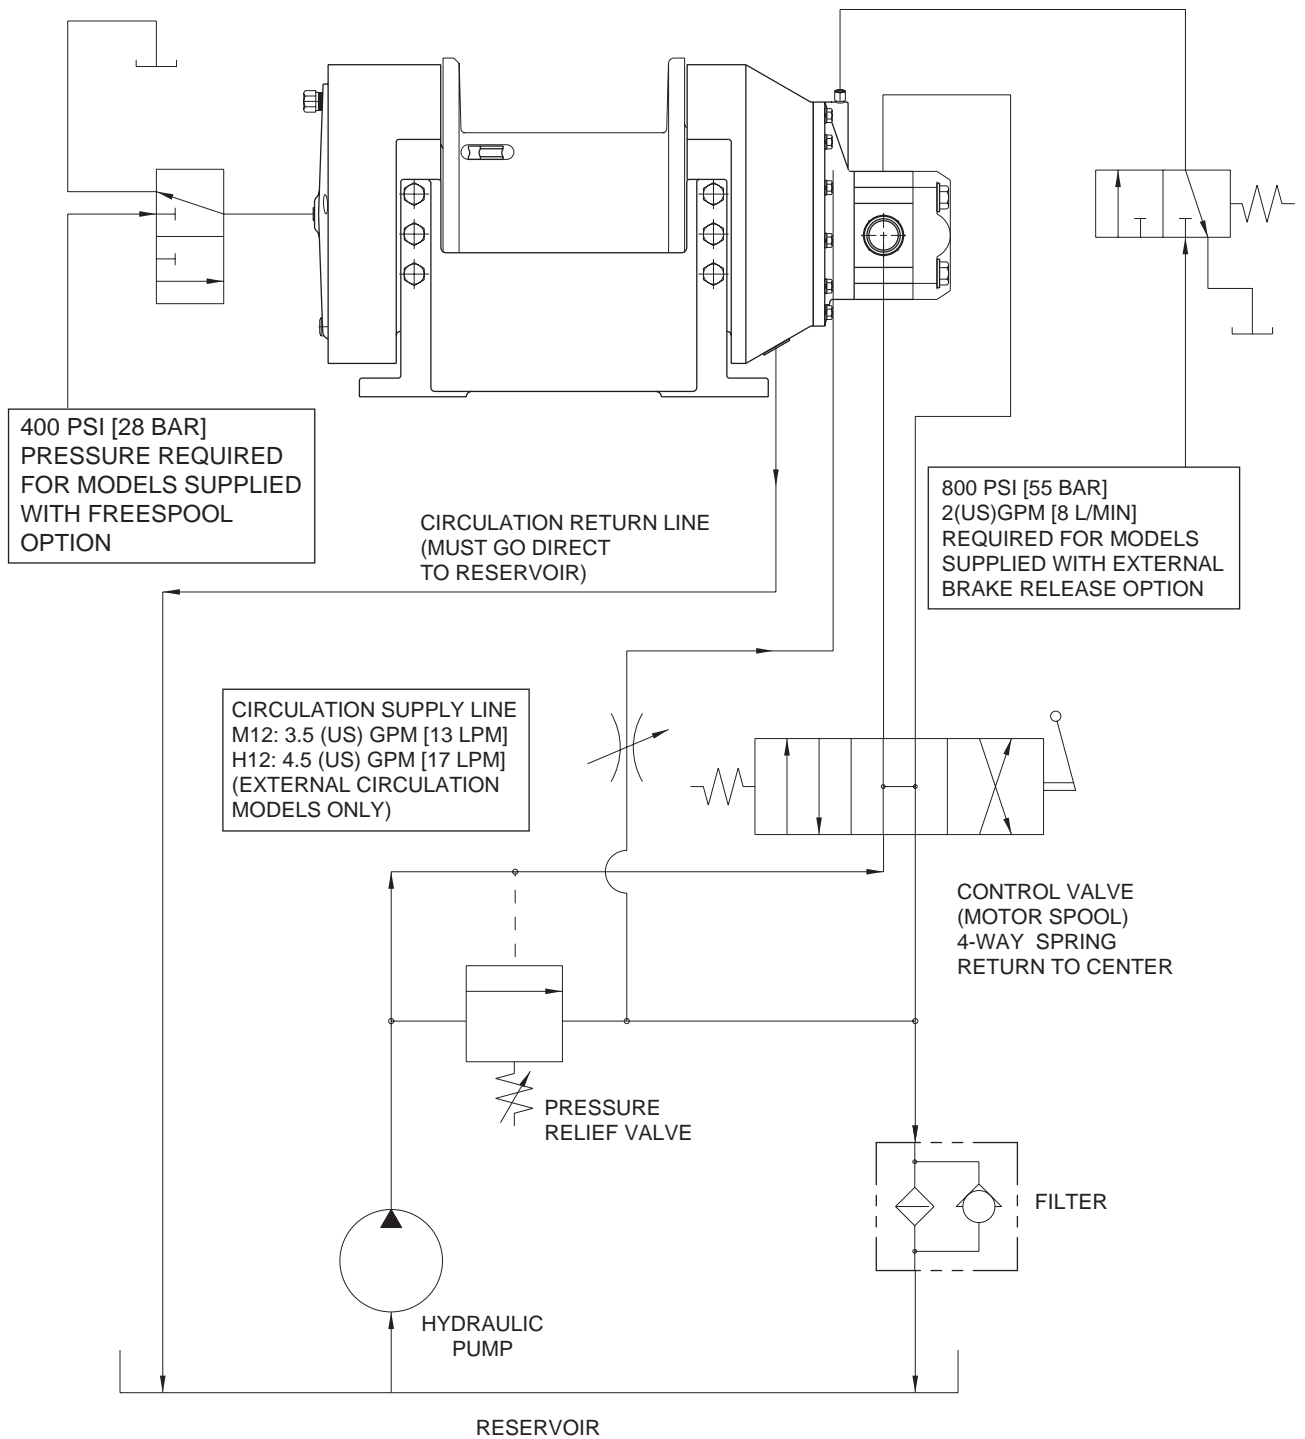 400 PSI [28 BAR]
PRESSURE REQUIRED
FOR MODELS SUPPLIED
WITH FREESPOOL
OPTION
CIRCULATION RETURN LINE
(MUST GO DIRECT
TO RESERVOIR)
800 PSI [55 BAR]
2(US)GPM [8 L/MIN]
REQUIRED FOR MODELS
SUPPLIED WITH EXTERNAL
BRAKE RELEASE OPTION
CIRCULATION SUPPLY LINE
M12: 3.5 (US) GPM [13 LPM]
H12: 4.5 (US) GPM [17 LPM]
(EXTERNAL CIRCULATION
MODELS ONLY)
CONTROL VALVE
(MOTOR SPOOL)
4-WAY SPRING
RETURN TO CENTER
PRESSURE
RELIEF VALVE
FILTER
HYDRAULIC
PUMP
RESERVOIR